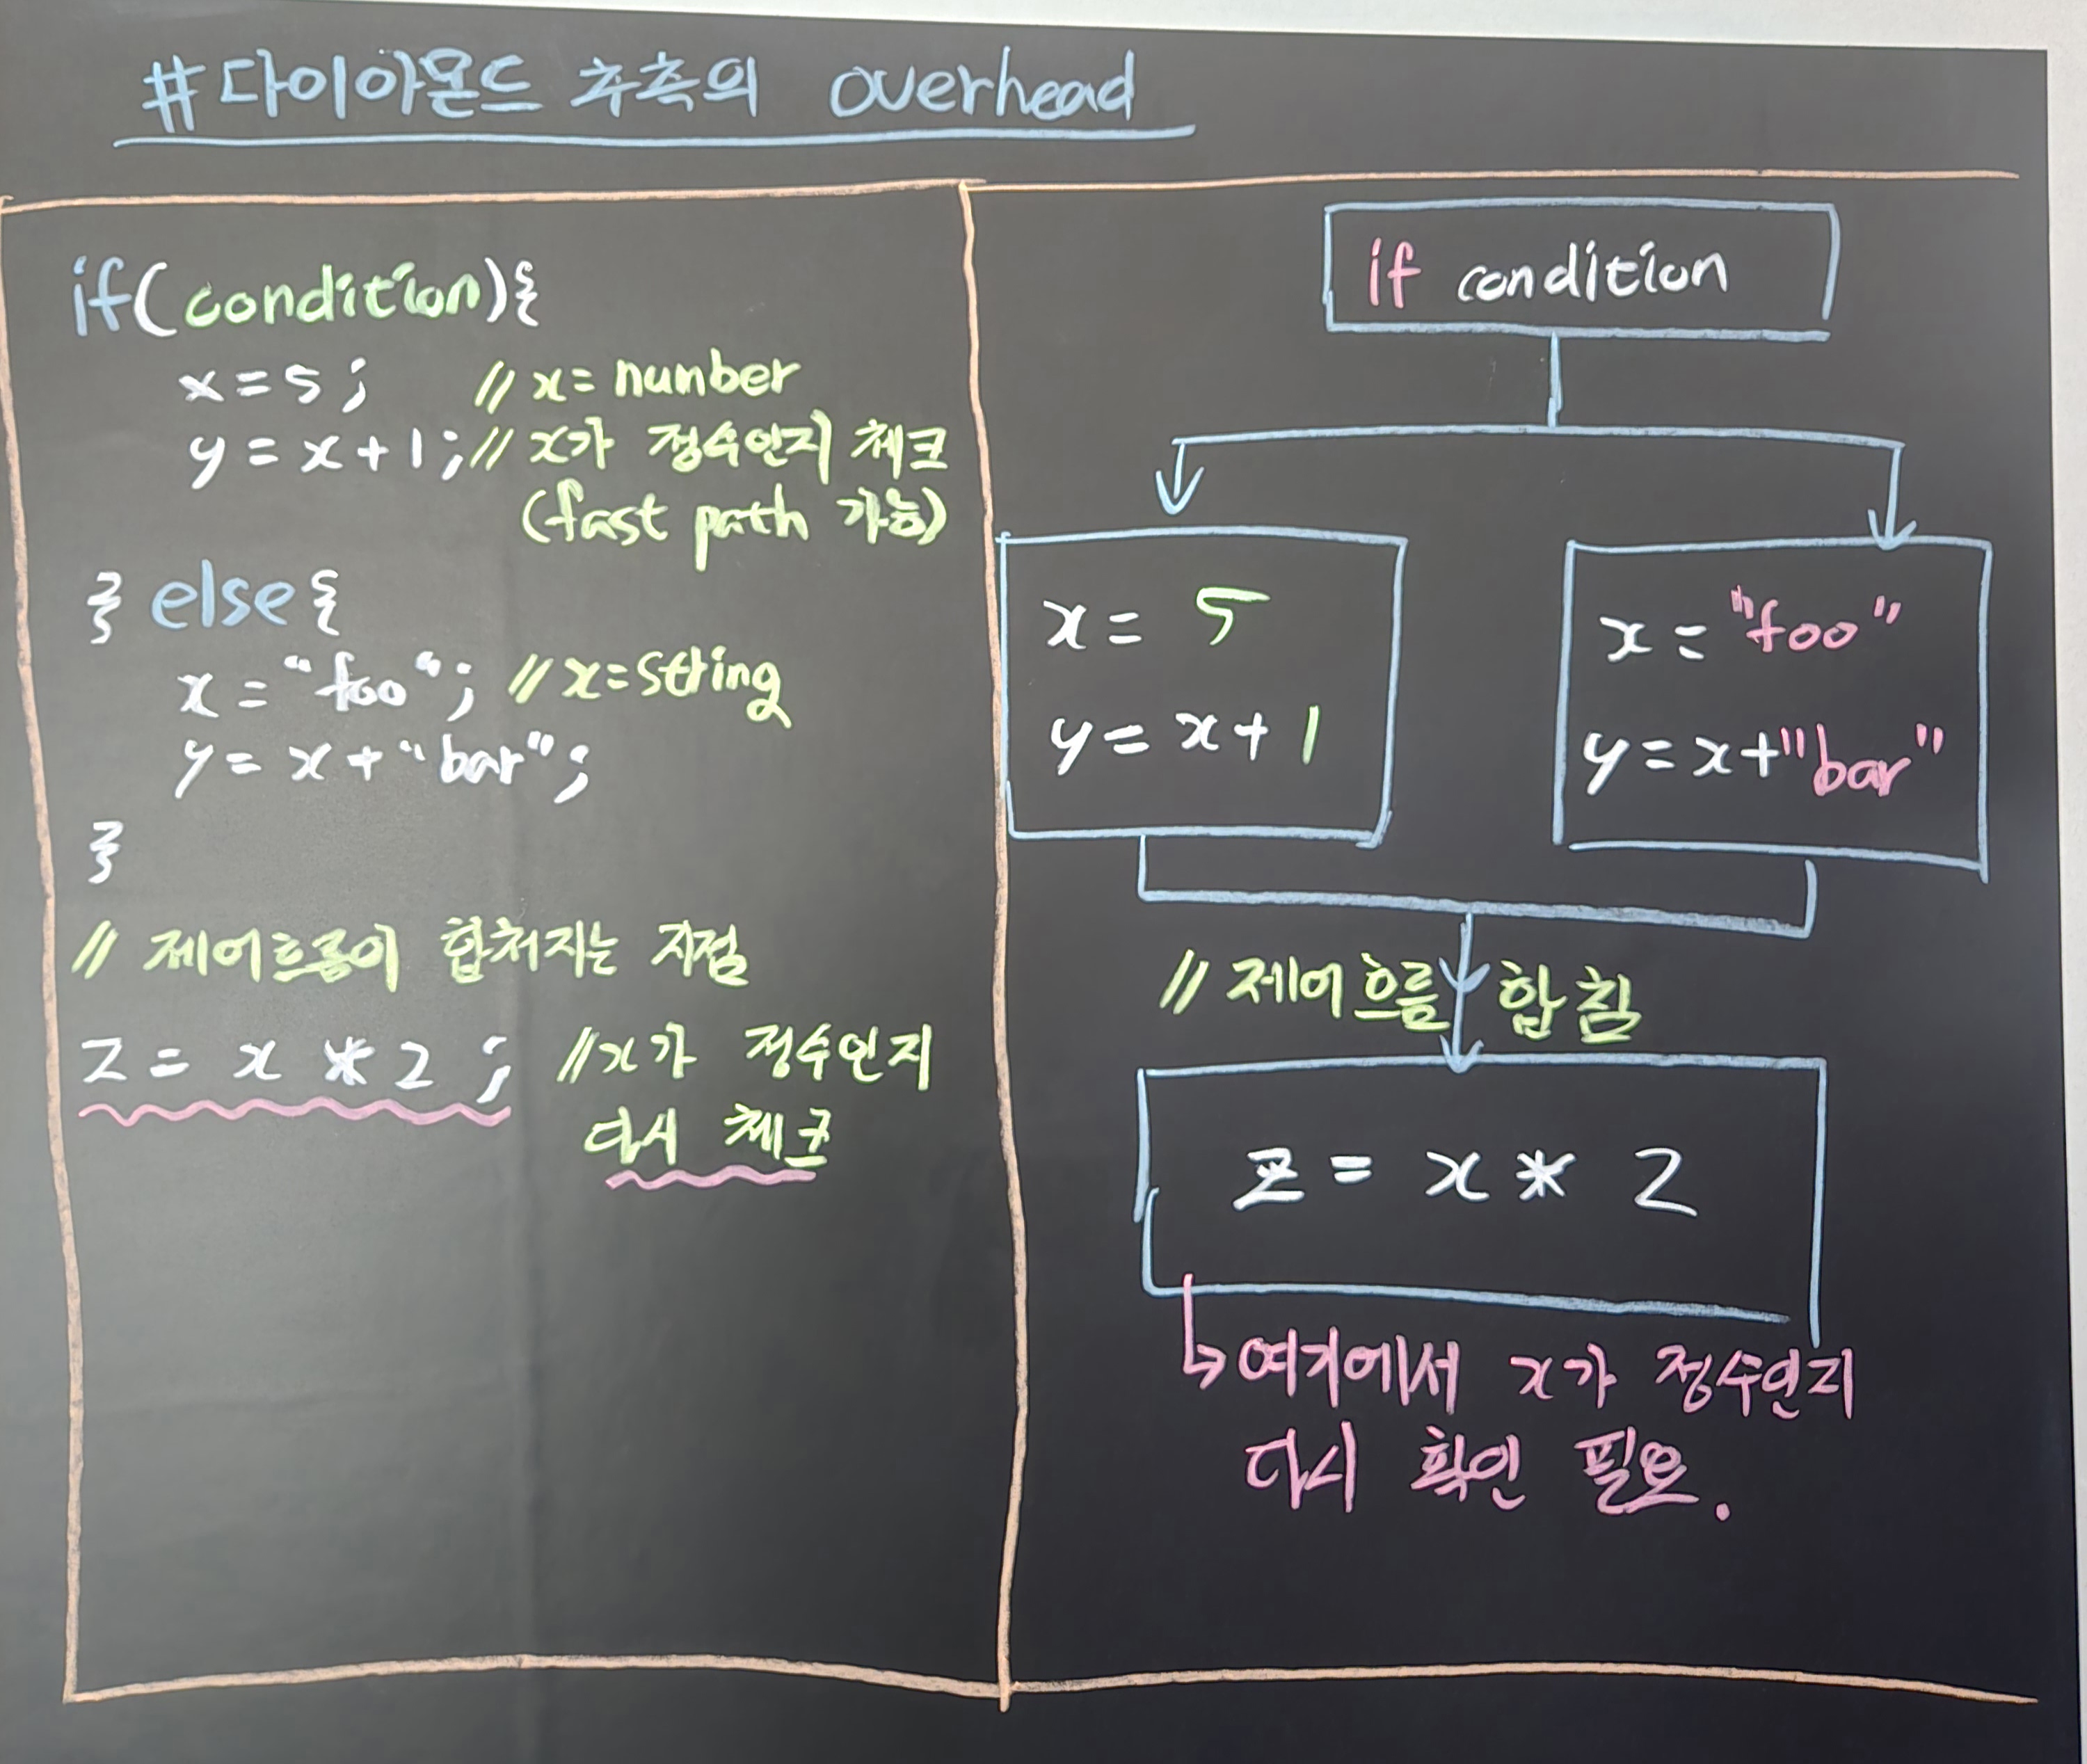 #다이아몬드 추측의 overhead
if(condition){
x=5; // x= number
y=x+1; // x가 정수인지 체크
(fast path 가능)
} else{
x="foo"; // x=string
y=x+"bar";
}
// 제어흐름이 합쳐지는 지점
z=x*2; //x가 정수인지
다시 체크
if condition
x= 5
y=x+1
x="foo"
y=x+"bar"
// 제어흐름 합침
z=x*2
↳여기에서 x가 정수인지
다시 확인 필요.